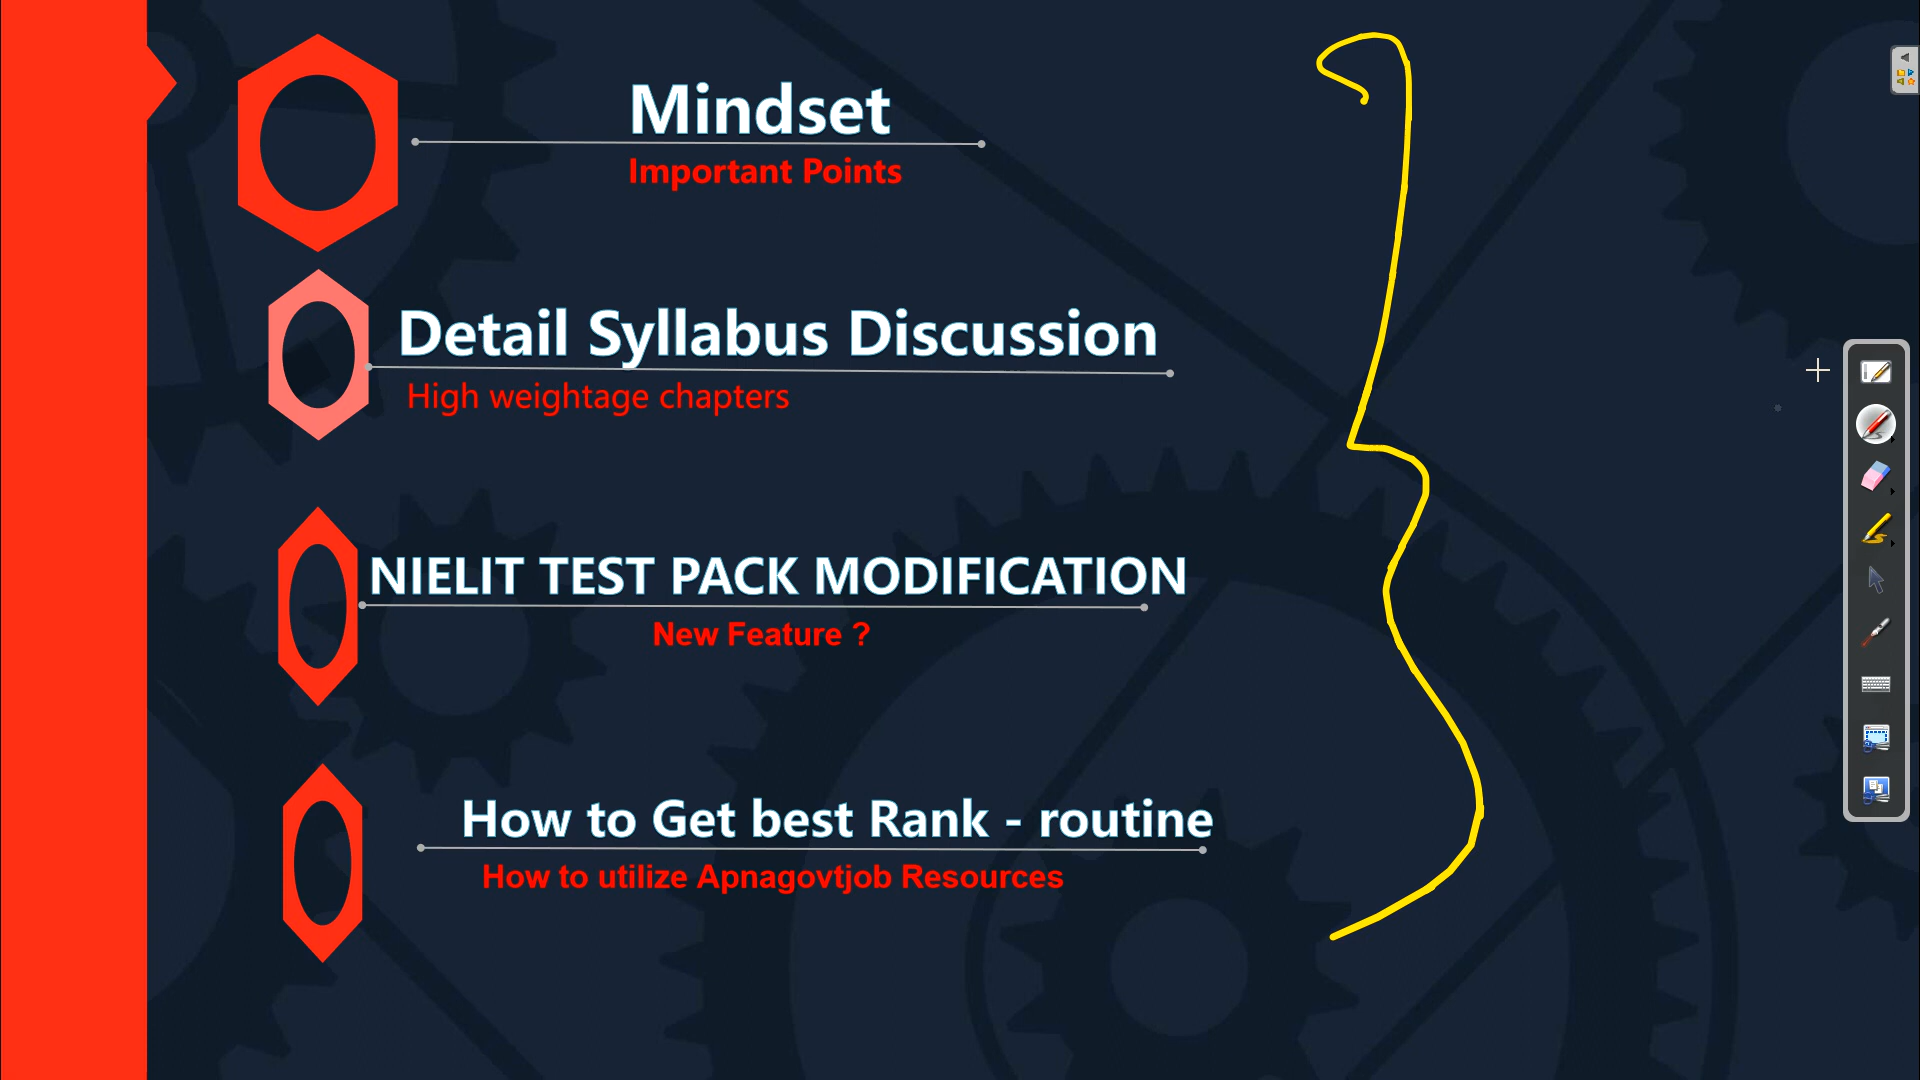 Mindset
Important Points
Detail Syllabus Discussion
High weightage chapters
NIELIT TEST PACK MODIFICATION
New Feature ?
How to Get best Rank - routine
How to utilize Apnagovtjob Resources